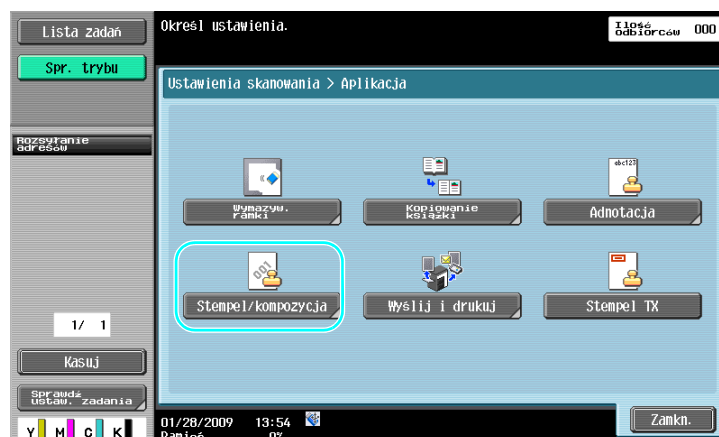 Lista zadań
Określ ustawienia.
Ilość
odbiorców
000
Spr. trybu
Ustawienia skanowania > Aplikacja
Rozsyłanie
adresów
abc123
Wymazyw.
ramki
Kopiowanie
książki
Adnotacja
001
Stempel/kompozycja
Wyślij i drukuj
Stempel TX
1/ 1
Kasuj
Sprawdź
ustaw. zadania
Zamkn.
01/28/2009 13:54
Y M C K
Pamięć 0%